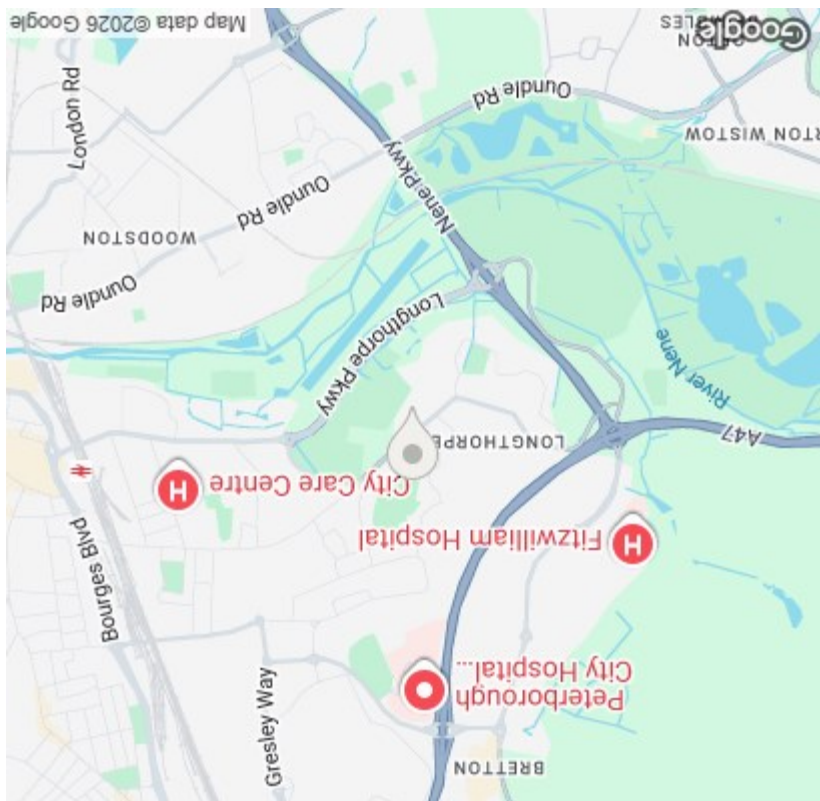 BRETTON
Gresley Way
Peterborough
City Hospital...
Fitzwilliam Hospital
Bourges Blvd
City Care Centre
LONGTHORPE
A47
River Nene
Longthorpe Pkwy
Nene Pkwy
Oundle Rd
WOODSTON
Oundle Rd
London Rd
RTON WISTOW
Oundle Rd
ORTON
Google
Map data ©2026 Google